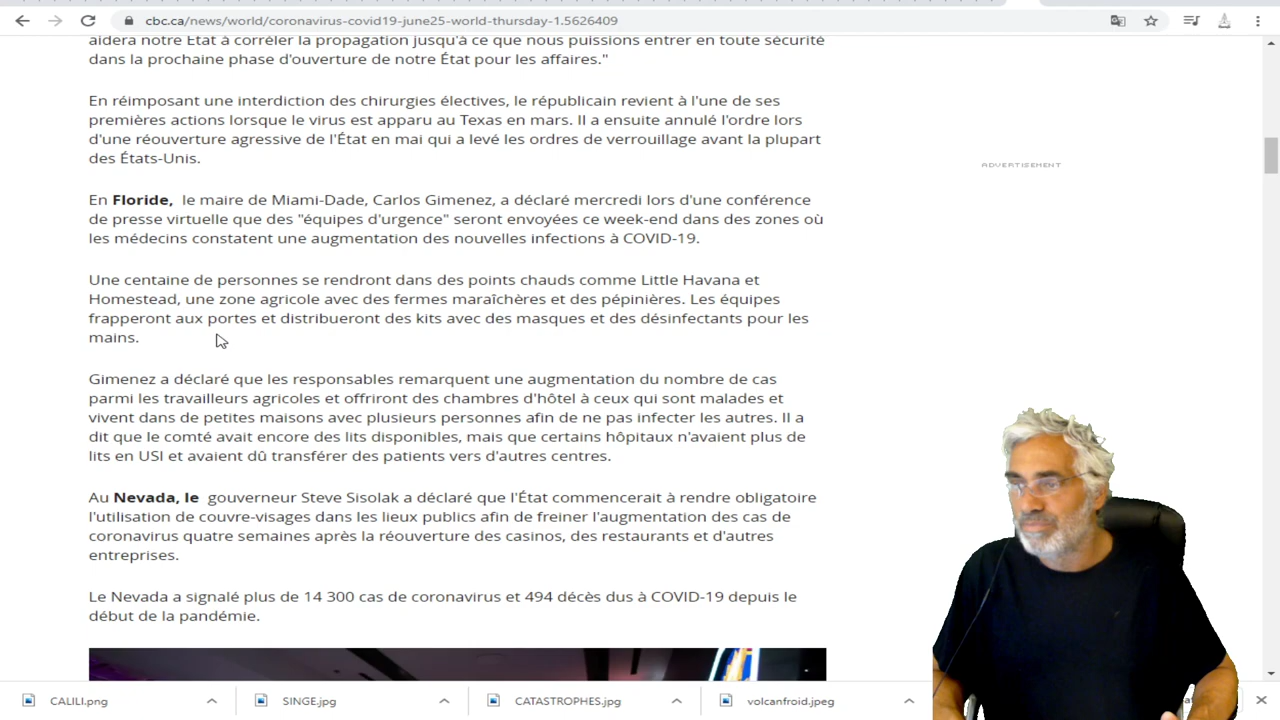 cbc.ca/news/world/coronavirus-covid19-june25-world-thursday-1.5626409
aidera notre État à corréler la propagation jusqu'à ce que nous puissions entrer en toute sécurité
dans la prochaine phase d'ouverture de notre État pour les affaires."
En réimposant une interdiction des chirurgies électives, le républicain revient à l'une de ses
premières actions lorsque le virus est apparu au Texas en mars. Il a ensuite annulé l'ordre lors
d'une réouverture agressive de l'État en mai qui a levé les ordres de verrouillage avant la plupart
des États-Unis.
ADVERTISEMENT
En Floride, le maire de Miami-Dade, Carlos Gimenez, a déclaré mercredi lors d'une conférence
de presse virtuelle que des "équipes d'urgence" seront envoyées ce week-end dans des zones où
les médecins constatent une augmentation des nouvelles infections à COVID-19.
Une centaine de personnes se rendront dans des points chauds comme Little Havana et
Homestead, une zone agricole avec des fermes maraîchères et des pépinières. Les équipes
frapperont aux portes et distribueront des kits avec des masques et des désinfectants pour les
mains.
Gimenez a déclaré que les responsables remarquent une augmentation du nombre de cas
parmi les travailleurs agricoles et offriront des chambres d'hôtel à ceux qui sont malades et
vivent dans de petites maisons avec plusieurs personnes afin de ne pas infecter les autres. Il a
dit que le comté avait encore des lits disponibles, mais que certains hôpitaux n'avaient plus de
lits en USI et avaient dû transférer des patients vers d'autres centres.
Au Nevada, le gouverneur Steve Sisolak a déclaré que l'État commencerait à rendre obligatoire
l'utilisation de couvre-visages dans les lieux publics afin de freiner l'augmentation des cas de
coronavirus quatre semaines après la réouverture des casinos, des restaurants et d'autres
entreprises.
Le Nevada a signalé plus de 14 300 cas de coronavirus et 494 décès dus à COVID-19 depuis le
début de la pandémie.
CALILI.png
SINGE.jpg
CATASTROPHES.jpg
volcanfroid.jpeg